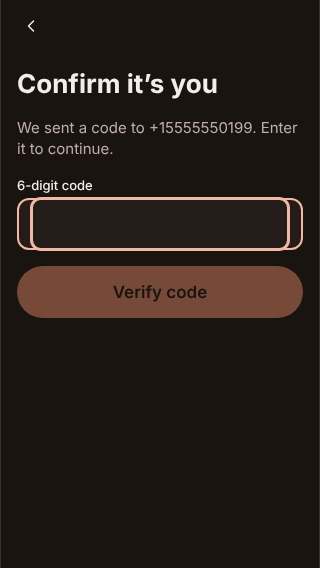 Confirm it’s you
We sent a code to +15555550199. Enter
it to continue.
6-digit code
Verify code